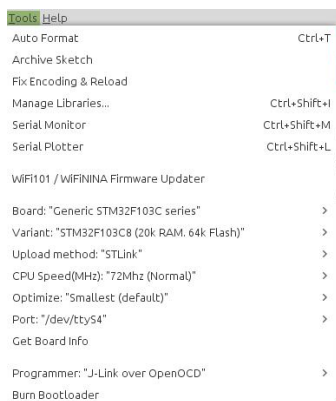 Tools Help
Auto Format Ctrl+T
Archive Sketch
Fix Encoding & Reload
Manage Libraries... Ctrl+Shift+I
Serial Monitor Ctrl+Shift+M
Serial Plotter Ctrl+Shift+L
WiFi101 / WiFiNINA Firmware Updater
Board: "Generic STM32F103C series" >
Variant: "STM32F103C8 (20k RAM. 64k Flash)" >
Upload method: "STLink" >
CPU Speed(MHz): "72Mhz (Normal)" >
Optimize: "Smallest (default)" >
Port: "/dev/ttyS4" >
Get Board Info
Programmer: "J-Link over OpenOCD" >
Burn Bootloader